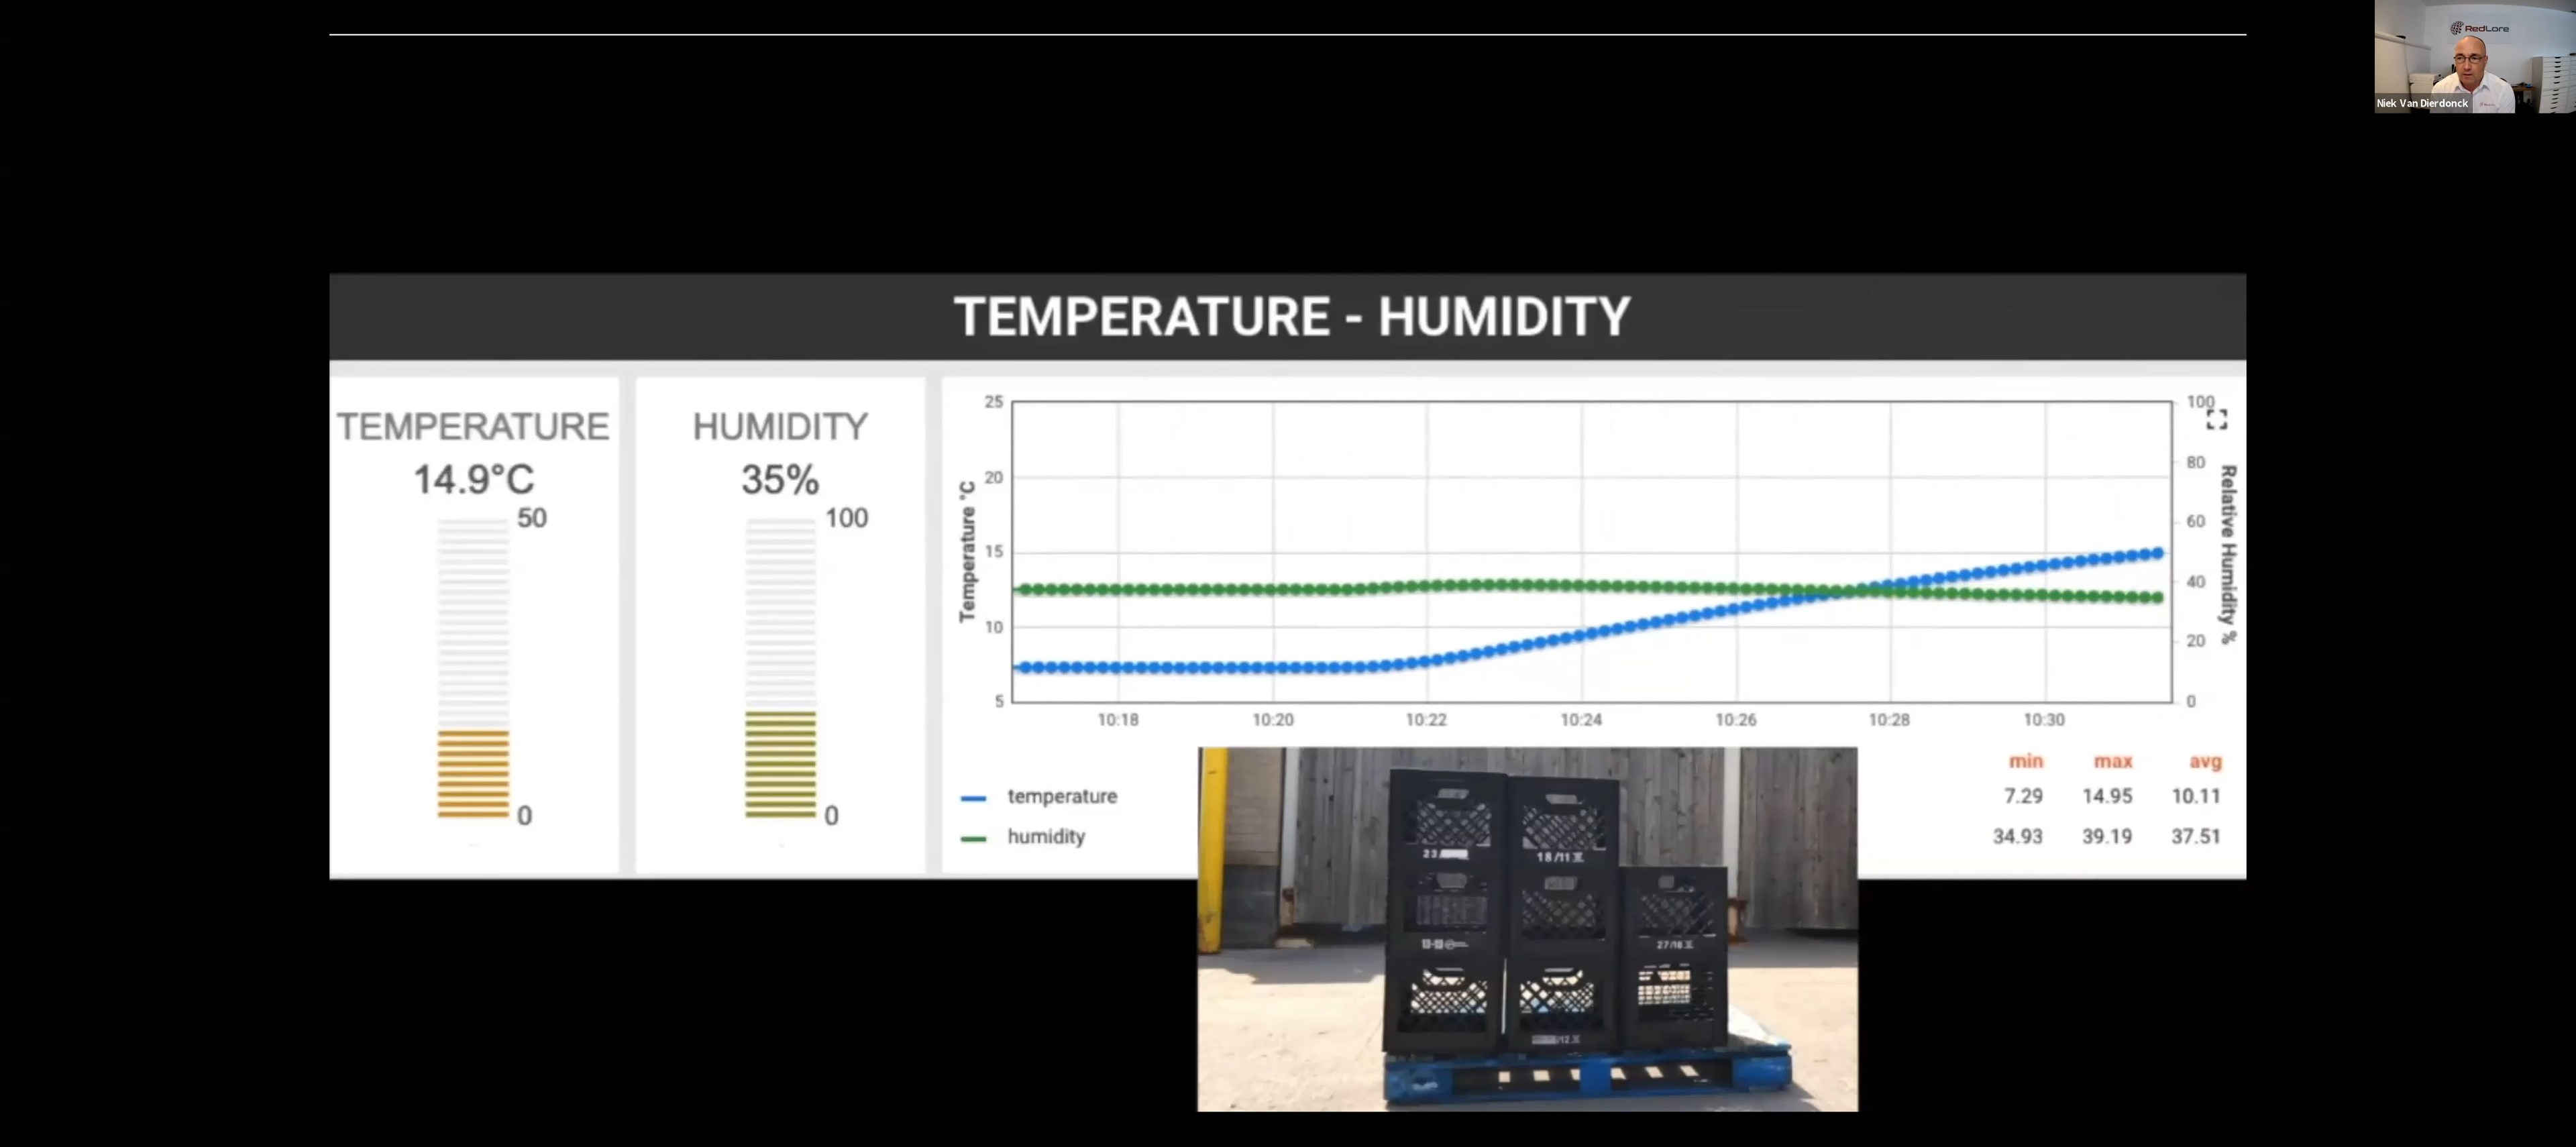 RedLore
Niek Van Dierdonck
TEMPERATURE - HUMIDITY
TEMPERATURE
14.9°C
50
0
HUMIDITY
35%
100
0
25
20
15
10
5
Temperature °C
100
80
60
40
20
0
Relative Humidity %
10:18 10:20 10:22 10:24 10:26 10:28 10:30
min max avg
temperature 7.29 14.95 10.11
humidity 34.93 39.19 37.51
23
18/11
27/18